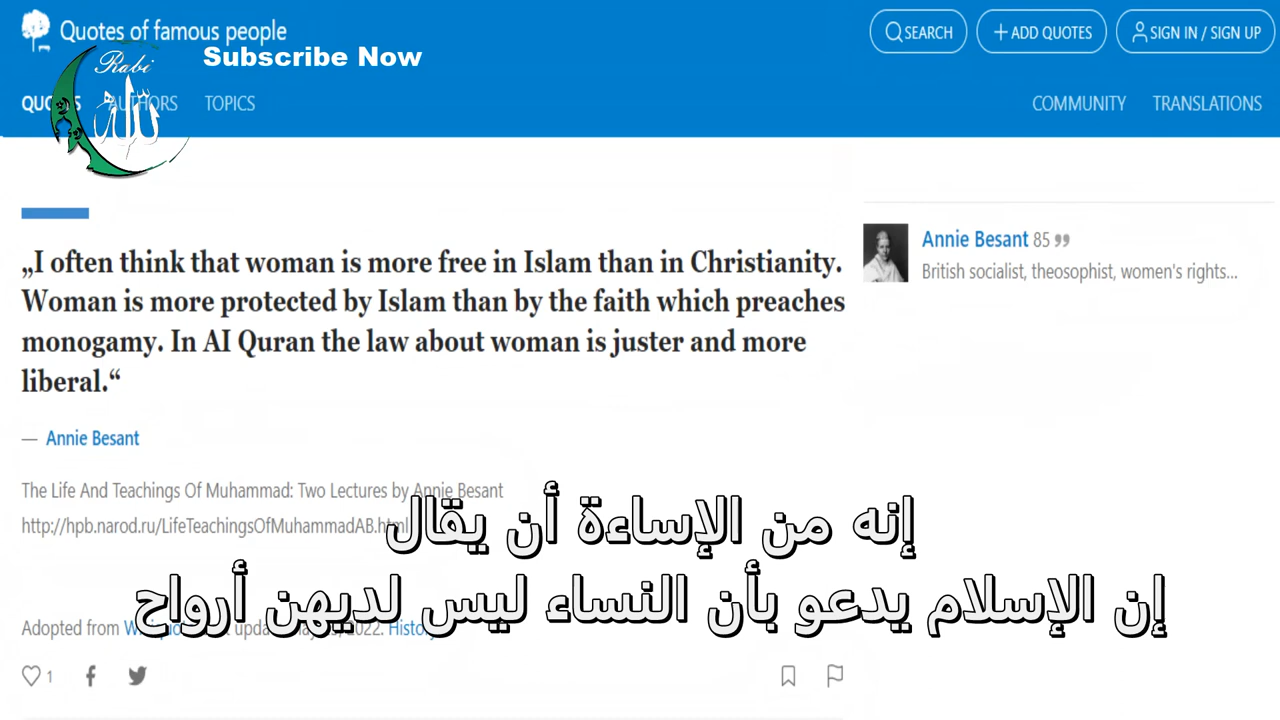 Quotes of famous people
SEARCH
ADD QUOTES
SIGN IN / SIGN UP
Subscribe Now
Rabi
الله
AUTHORS
TOPICS
COMMUNITY
TRANSLATIONS
„I often think that woman is more free in Islam than in Christianity.
Woman is more protected by Islam than by the faith which preaches
monogamy. In AI Quran the law about woman is juster and more
liberal.“
— Annie Besant
Annie Besant 85
British socialist, theosophist, women's rights...
The Life And Teachings Of Muhammad: Two Lectures by Annie Besant
http://hpb.narod.ru/LifeTeachingsOfMuhammadAB.html
إنه من الإساءة أن يقال
إن الإسلام يدعو بأن النساء ليس لديهن أرواح
Adopted from 2022.
1